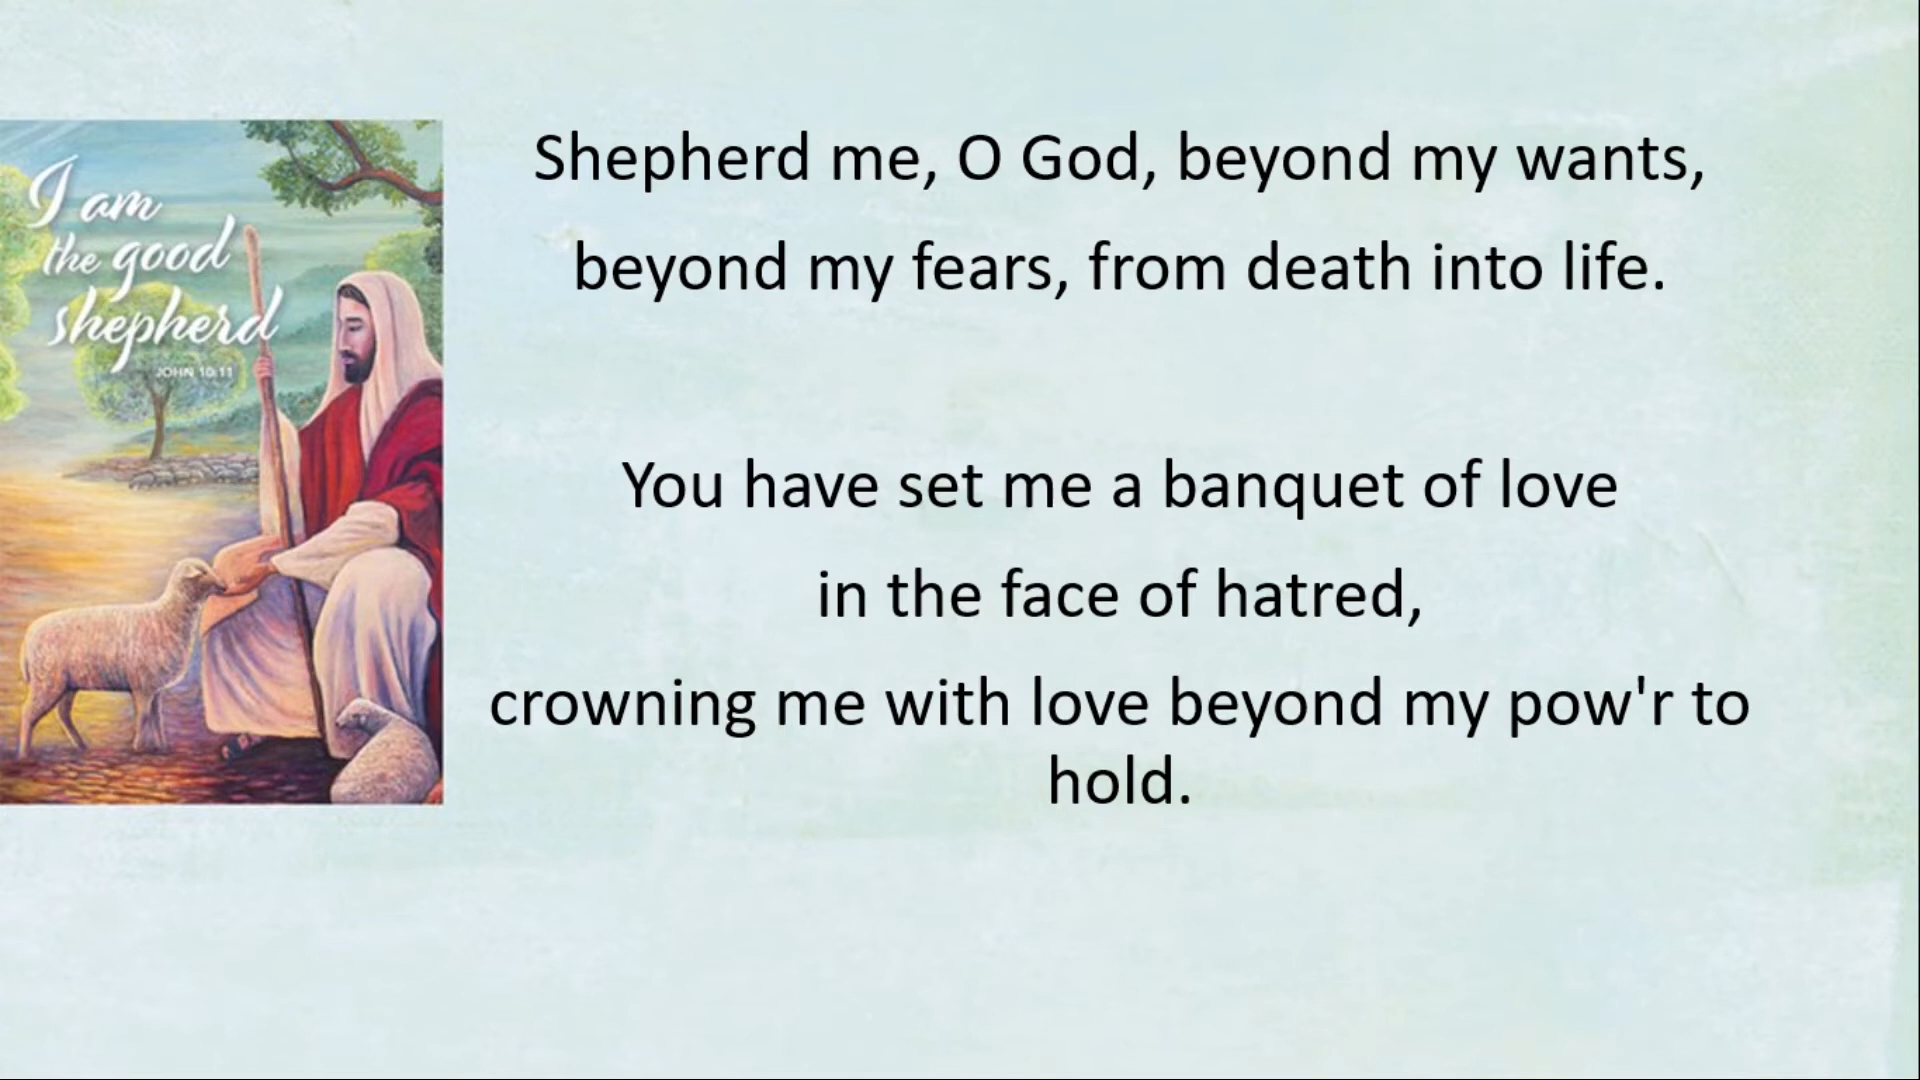 I am
the good
shepherd
JOHN 10:11
Shepherd me, O God, beyond my wants,
beyond my fears, from death into life.
You have set me a banquet of love
in the face of hatred,
crowning me with love beyond my pow'r to
hold.